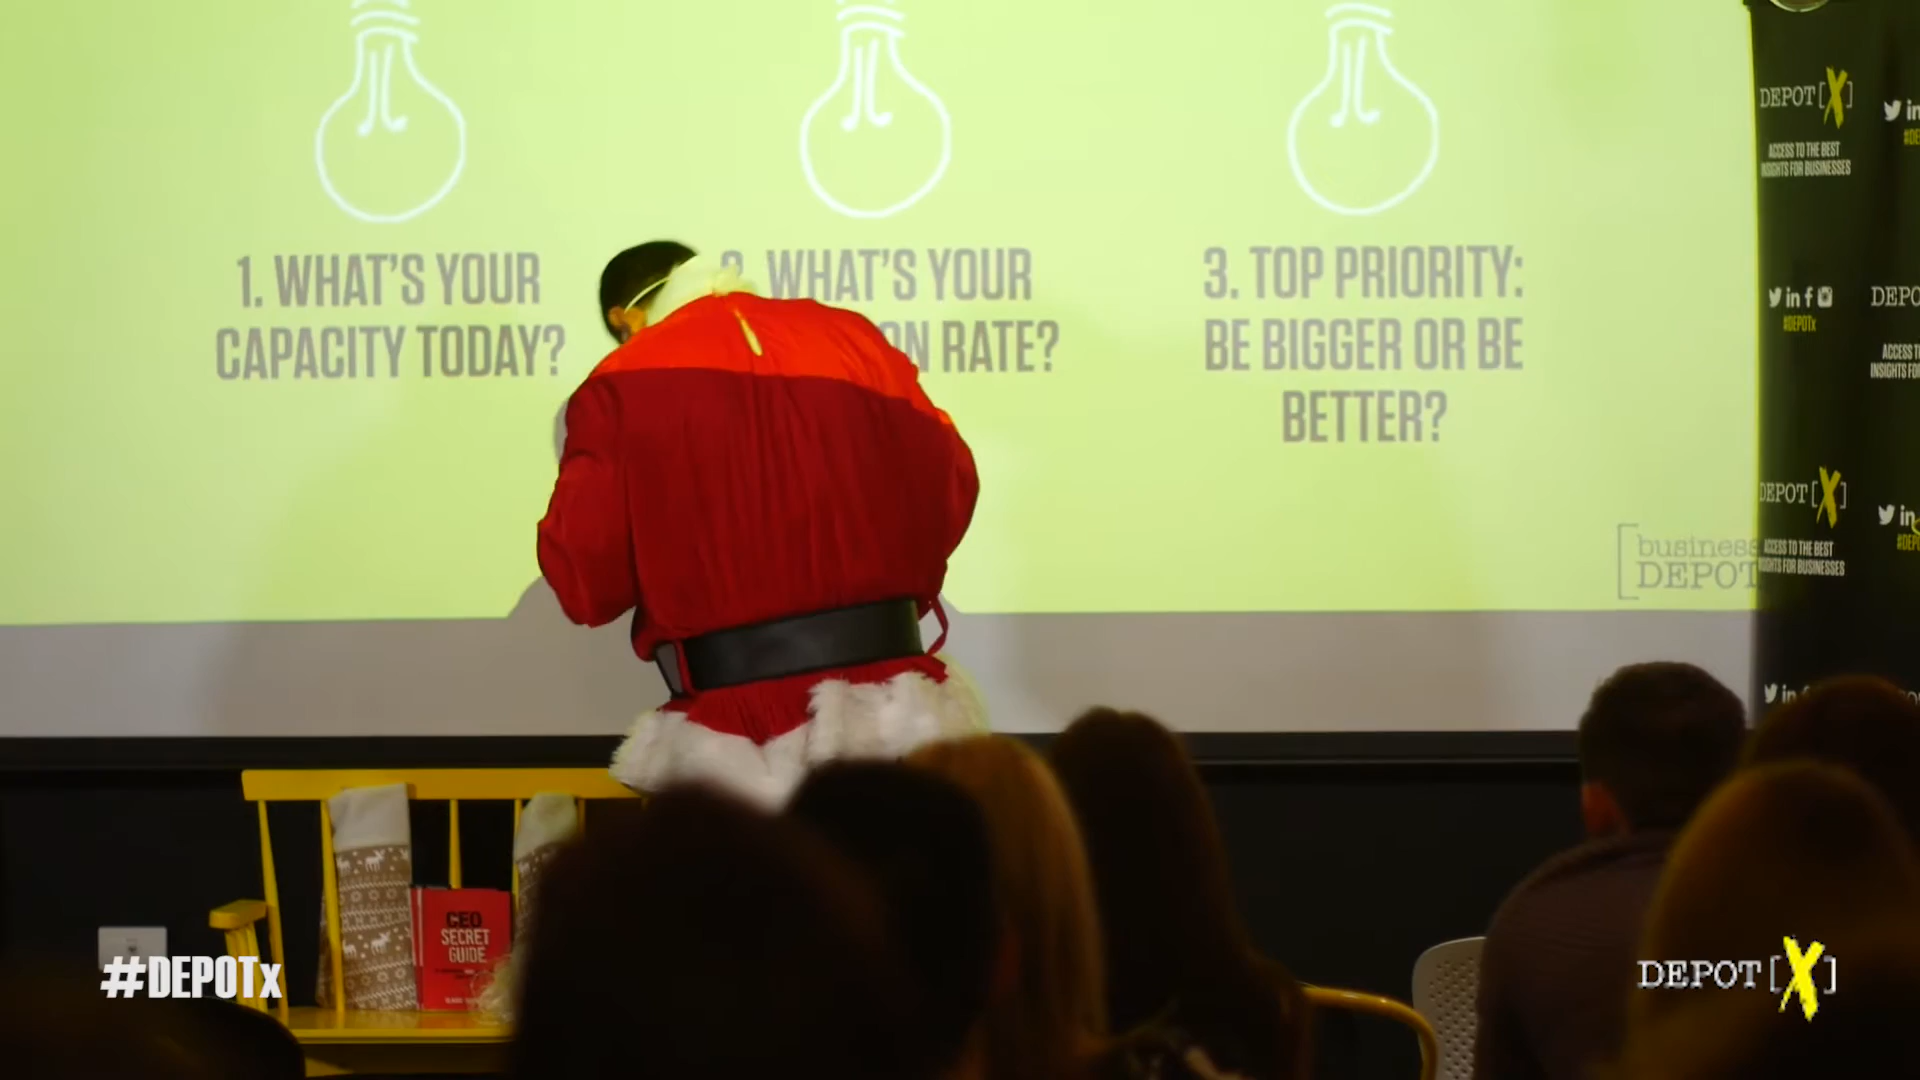 1. WHAT'S YOUR
CAPACITY TODAY?
WHAT'S YOUR
RATE?
3. TOP PRIORITY:
BE BIGGER OR BE
BETTER?
[business
DEPOT
DEPOT[X]
ACCESS TO THE BEST
INSIGHTS FOR BUSINESSES
#DEPOTx
DEPOT[X]
ACCESS TO THE BEST
INSIGHTS FOR BUSINESSES
CEO
SECRET
GUIDE
#DEPOTx
DEPOT[X]